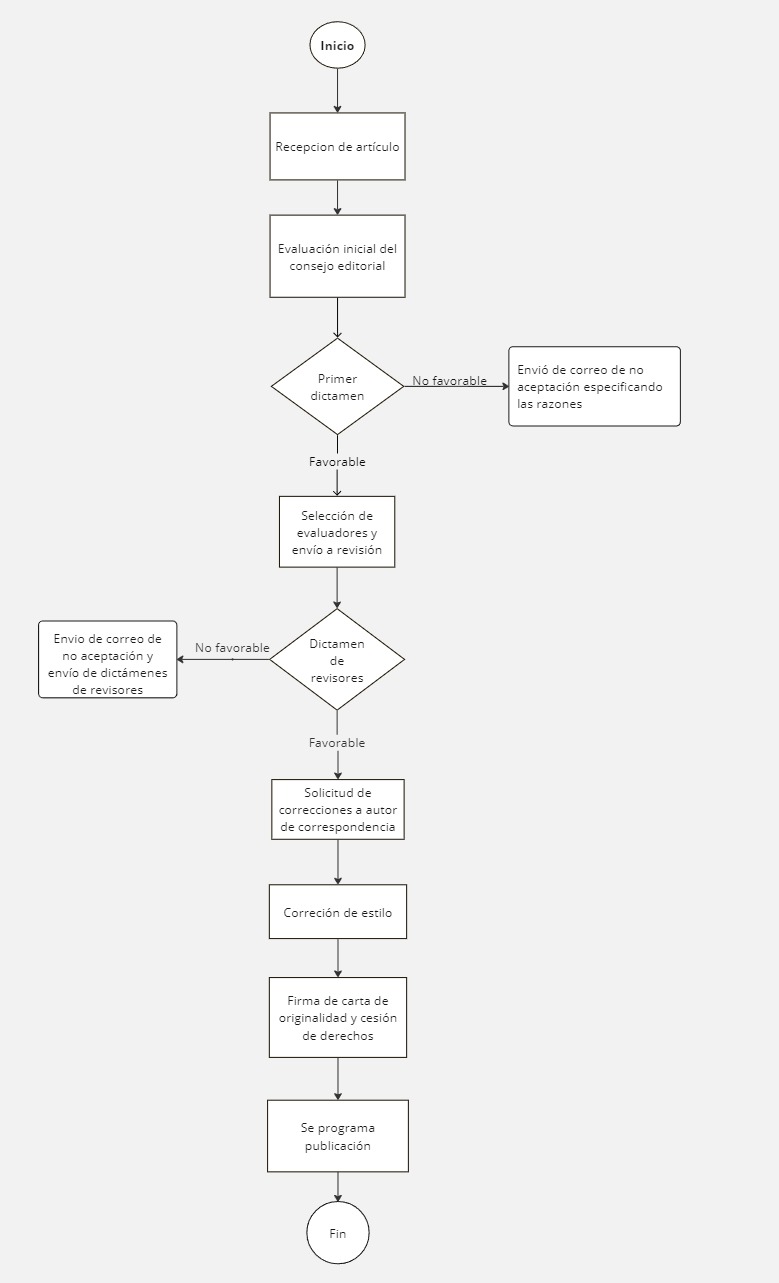 Inicio
Recepcion de artículo
Evaluación inicial del
consejo editorial
Primer
dictamen
No favorable
Envió de correo de no
aceptación especificando
las razones
Favorable
Selección de
evaluadores y
envío a revisión
Dictamen
de
revisores
No favorable
Envio de correo de
no aceptación y
envío de dictámenes
de revisores
Favorable
Solicitud de
correcciones a autor
de correspondencia
Correción de estilo
Firma de carta de
originalidad y cesión
de derechos
Se programa
publicación
Fin